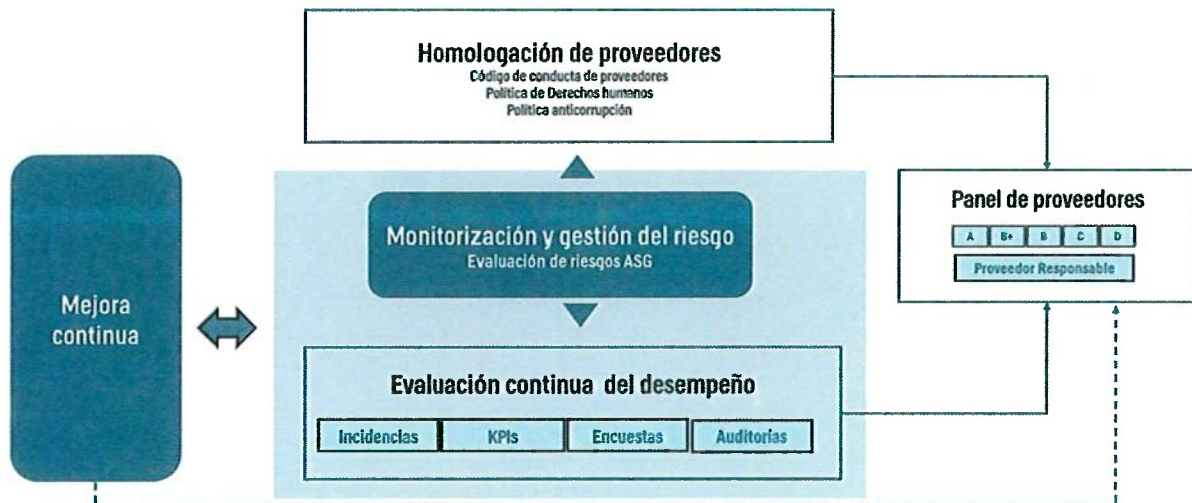 Homologación de proveedores
Código de conducta de proveedores
Política de Derechos humanos
Política anticorrupción
Monitorización y gestión del riesgo
Evaluación de riesgos ASG
Mejora
continua
Panel de proveedores
A B+ B C D
Proveedor Responsable
Evaluación continua del desempeño
Incidencias KPIs Encuestas Auditorías